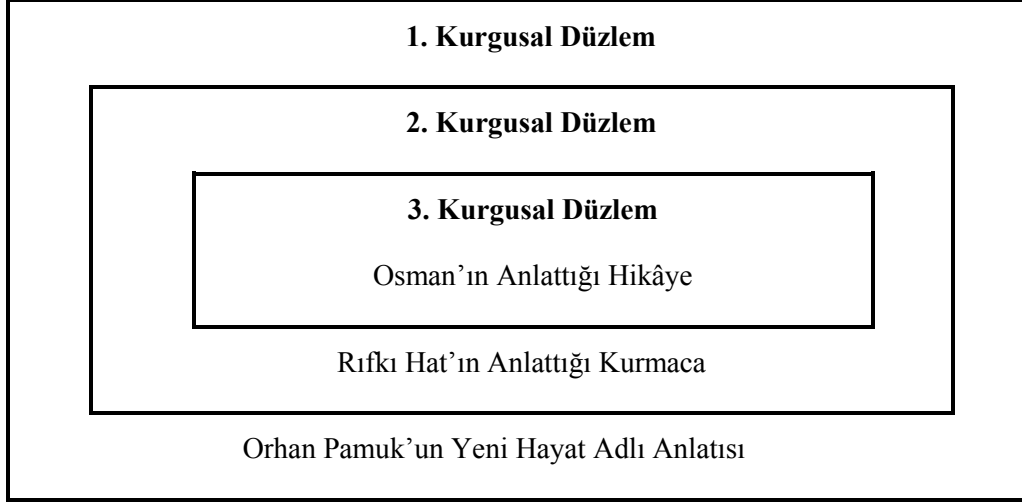 1. Kurgusal Düzlem
2. Kurgusal Düzlem
3. Kurgusal Düzlem
Osman’ın Anlattığı Hikâye
Rıfkı Hat’ın Anlattığı Kurmaca
Orhan Pamuk’un Yeni Hayat Adlı Anlatısı